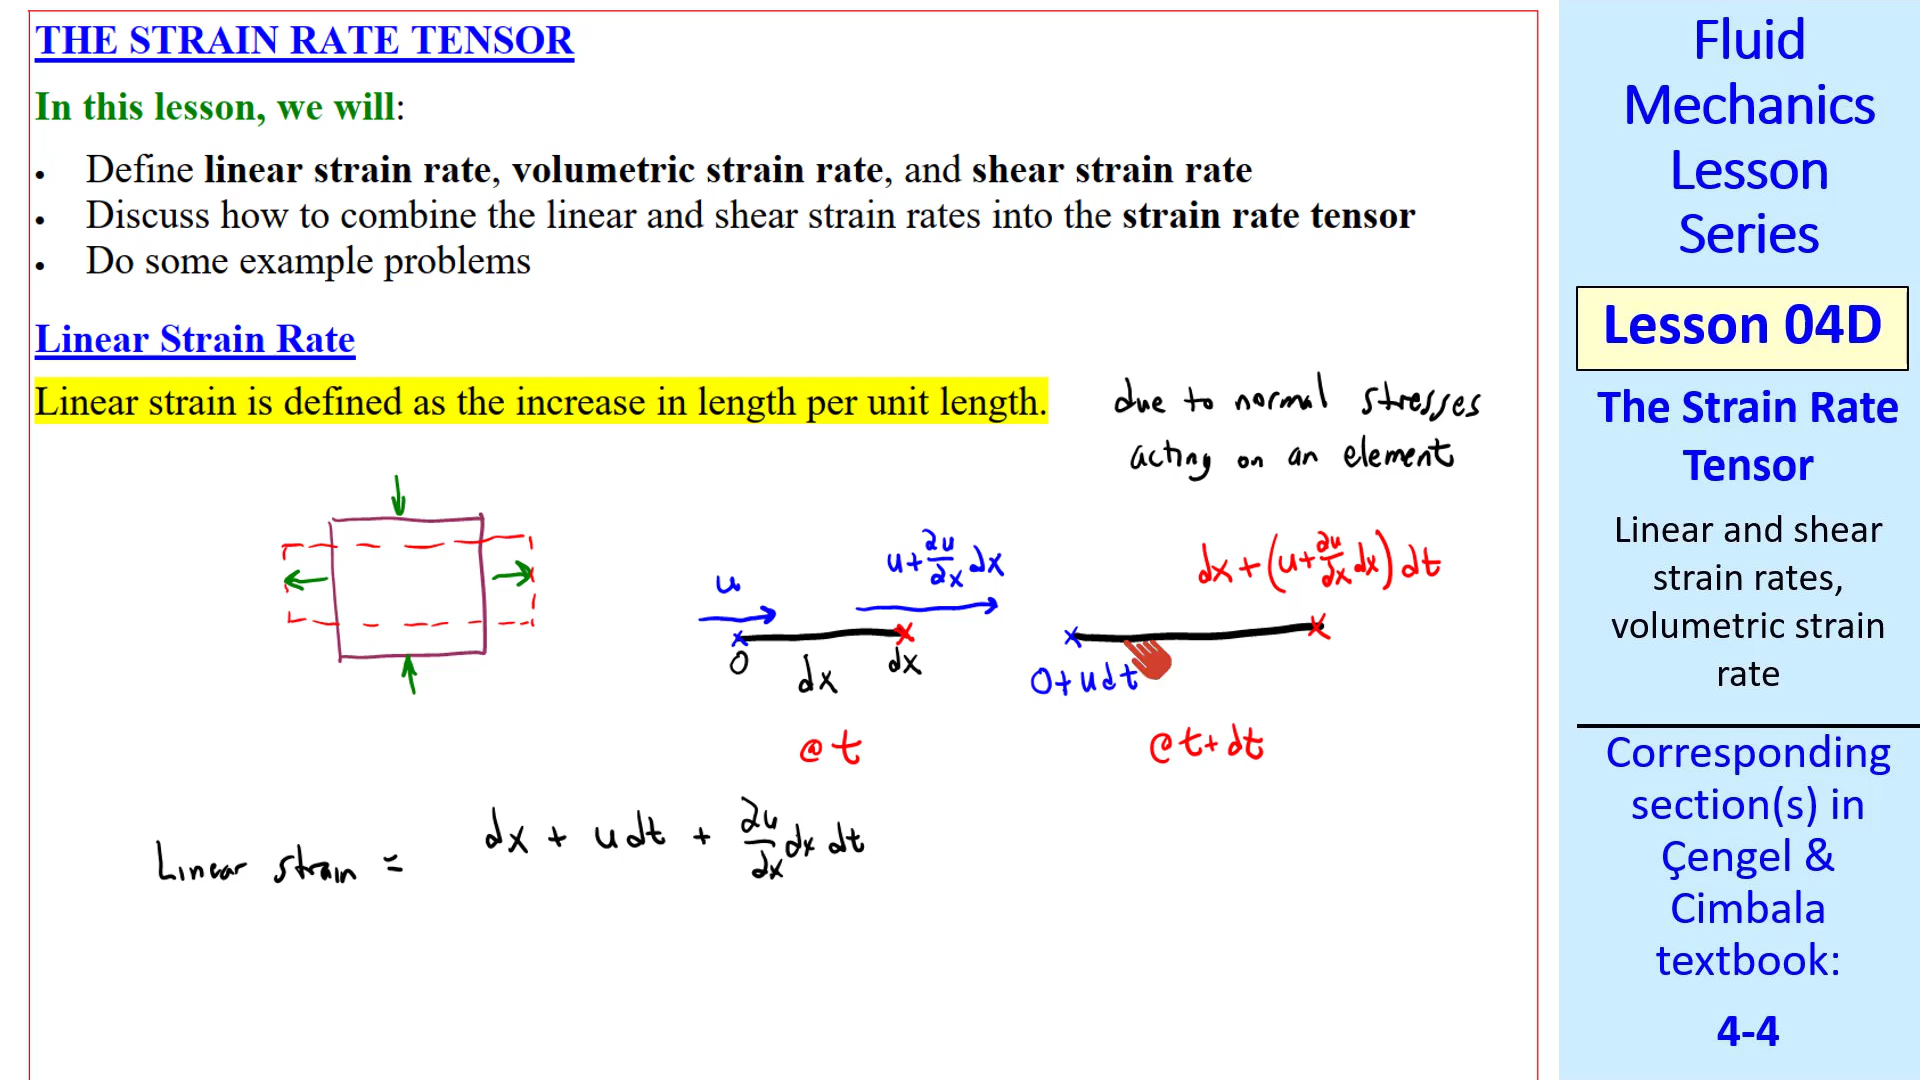 THE STRAIN RATE TENSOR
In this lesson, we will:
• Define linear strain rate, volumetric strain rate, and shear strain rate
• Discuss how to combine the linear and shear strain rates into the strain rate tensor
• Do some example problems
Linear Strain Rate
Linear strain is defined as the increase in length per unit length.
due to normal stresses
acting on an element
u
u+∂u/∂x dx
dx+(u+∂u/∂x dx)dt
0
dx
dx
0+udt
@ t
@ t+dt
Linear strain = dx + udt + ∂u/∂x dx dt
Fluid
Mechanics
Lesson
Series
Lesson 04D
The Strain Rate
Tensor
Linear and shear
strain rates,
volumetric strain
rate
Corresponding
section(s) in
Çengel &
Cimbala
textbook:
4-4